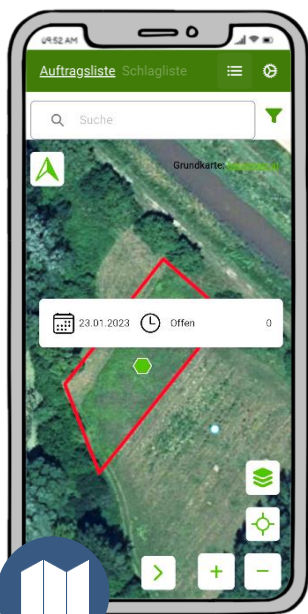 09:52 AM
Auftragsliste Schlagliste
Suche
Grundkarte:
23.01.2023 Offen 0